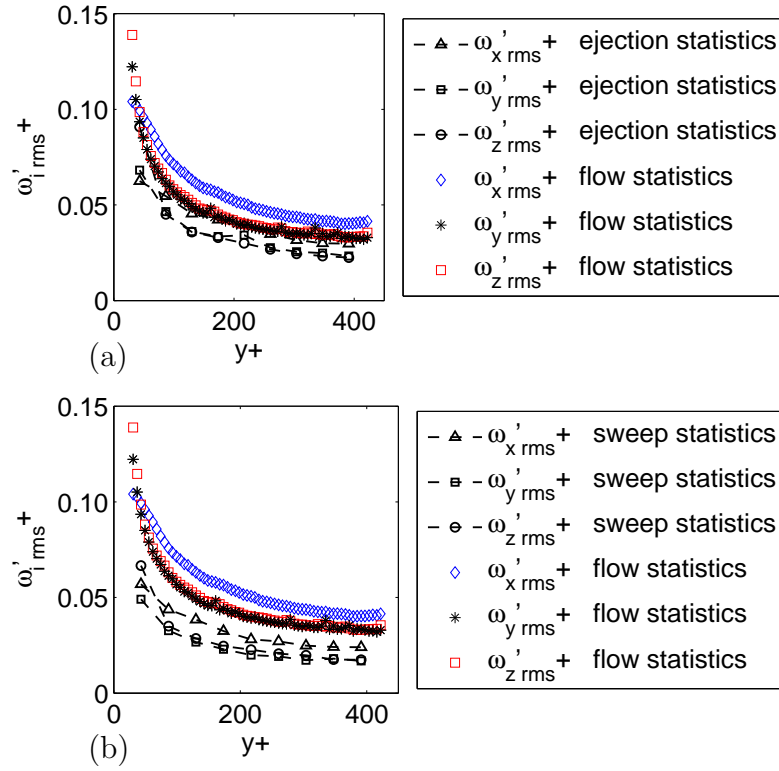 0.15
0.10
0.05
0
0 200 400
ω'i rms+
y+
(a)
ω'x rms+ ejection statistics
ω'y rms+ ejection statistics
ω'z rms+ ejection statistics
ω'x rms+ flow statistics
ω'y rms+ flow statistics
ω'z rms+ flow statistics
0.15
0.10
0.05
0
0 200 400
ω'i rms+
y+
(b)
ω'x rms+ sweep statistics
ω'y rms+ sweep statistics
ω'z rms+ sweep statistics
ω'x rms+ flow statistics
ω'y rms+ flow statistics
ω'z rms+ flow statistics